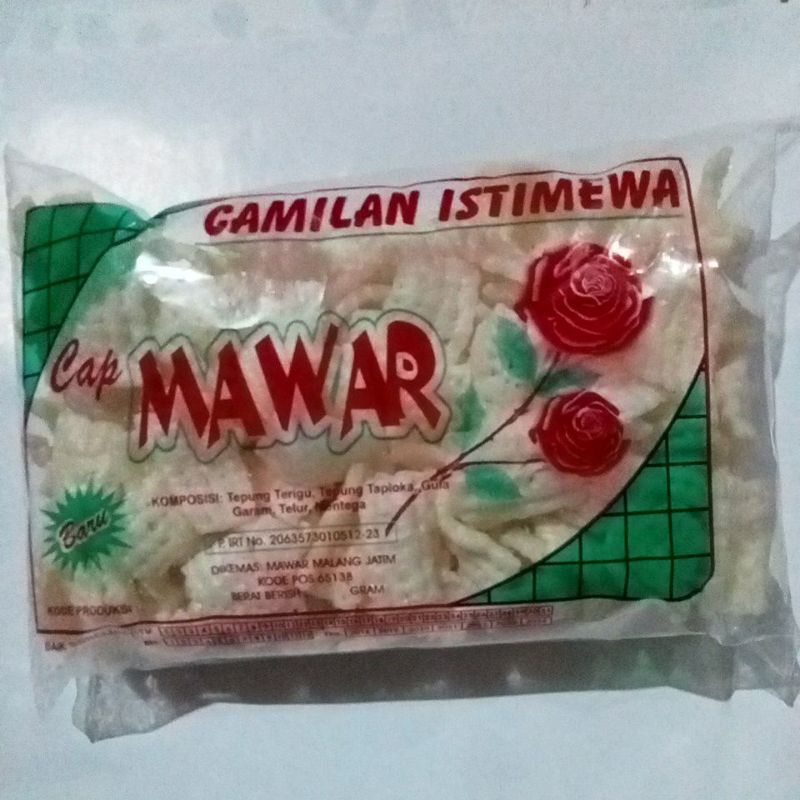 GAMILAN ISTIMEWA
Cap MAWAR
KOMPOSISI: Tepung Terigu, Tepung Tapioka, Gula
Garam, Telur, Mentega
Baru
P. IRT No. 2063573010512-23
DIKEMAS: MAWAR MALANG JATIM
KODE POS 65138
BERAT BERSIH GRAM
KODE PRODUKSI
BAIK